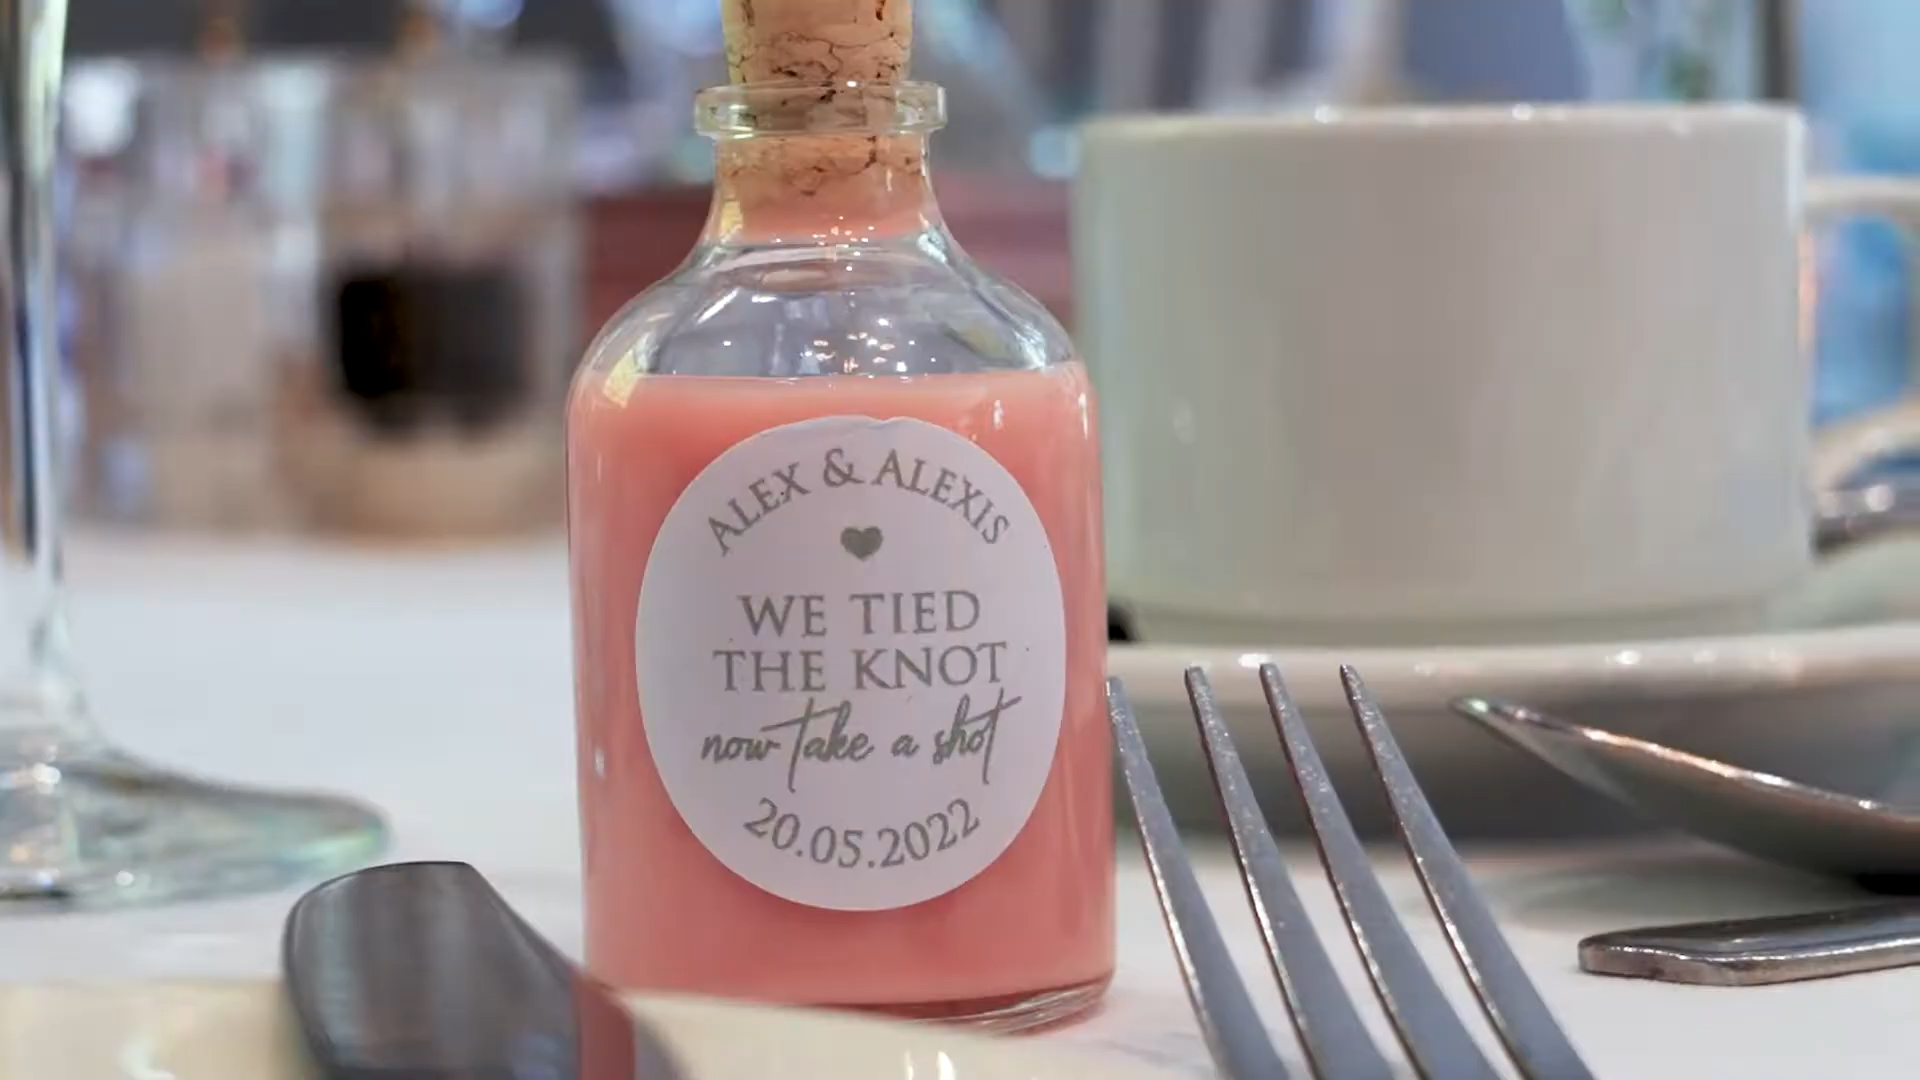 ALEX & ALEXIS
WE TIED
THE KNOT
now take a shot
20.05.2022